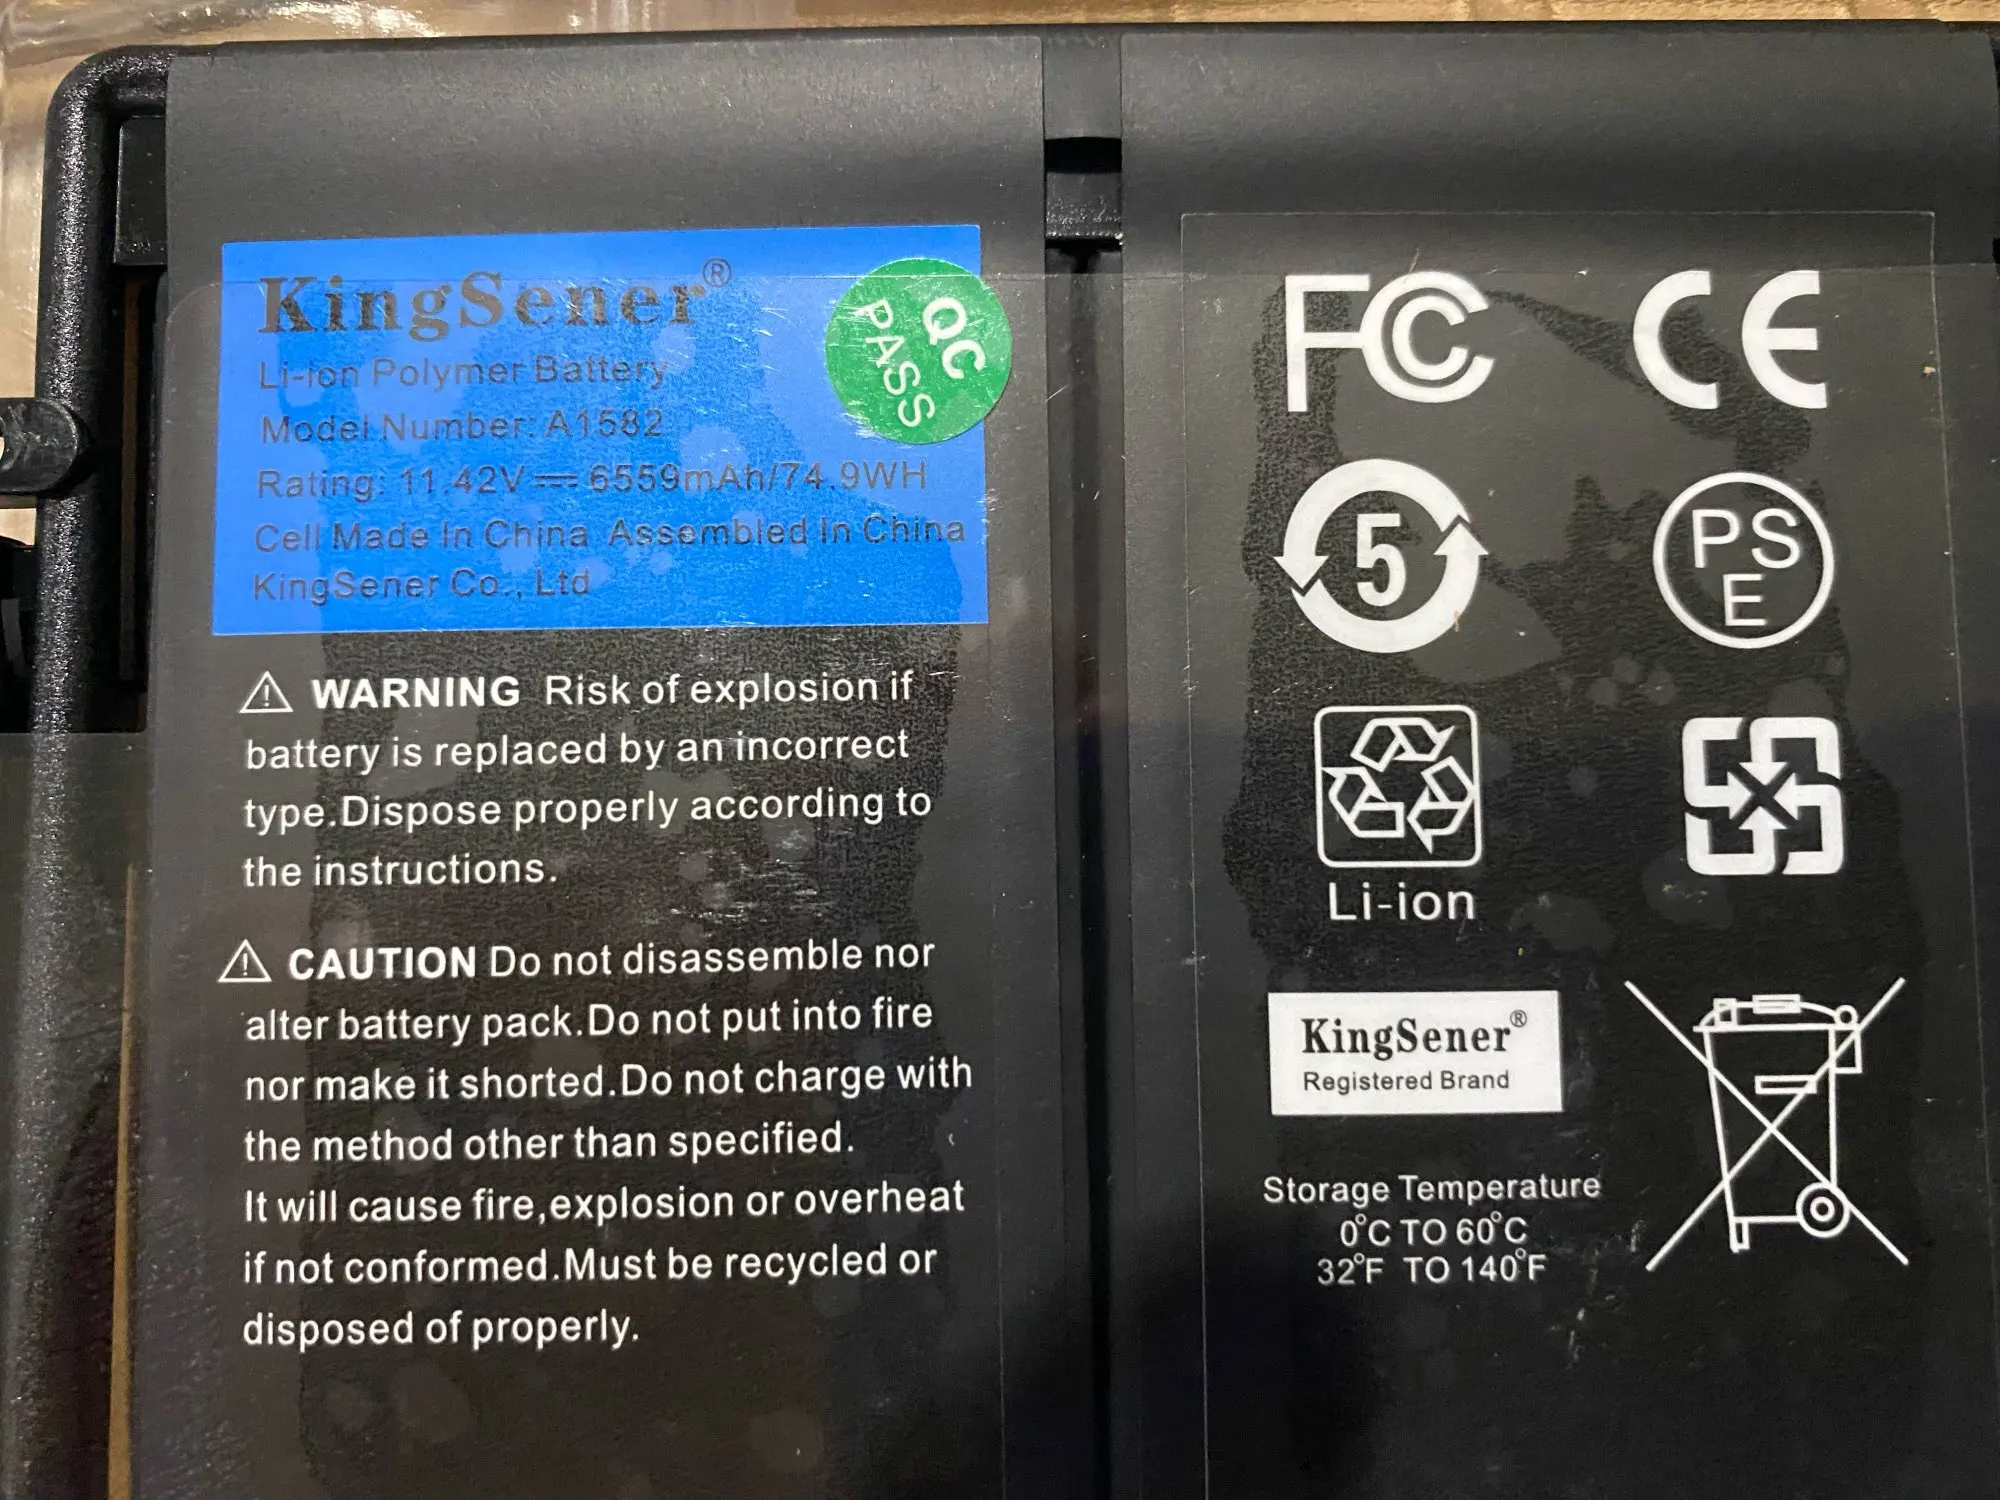 KingSener®
Li-ion Polymer Battery
Model Number: A1582
Rating: 11.42V⎓6559mAh/74.9WH
Cell Made In China Assembled In China
KingSener Co., Ltd
QC
PASS
⚠ WARNING Risk of explosion if
battery is replaced by an incorrect
type.Dispose properly according to
the instructions.
⚠ CAUTION Do not disassemble nor
alter battery pack.Do not put into fire
nor make it shorted.Do not charge with
the method other than specified.
It will cause fire,explosion or overheat
if not conformed.Must be recycled or
disposed of properly.
FC CE
5
PS
E
Li-ion
KingSener®
Registered Brand
Storage Temperature
0°C TO 60°C
32°F TO 140°F